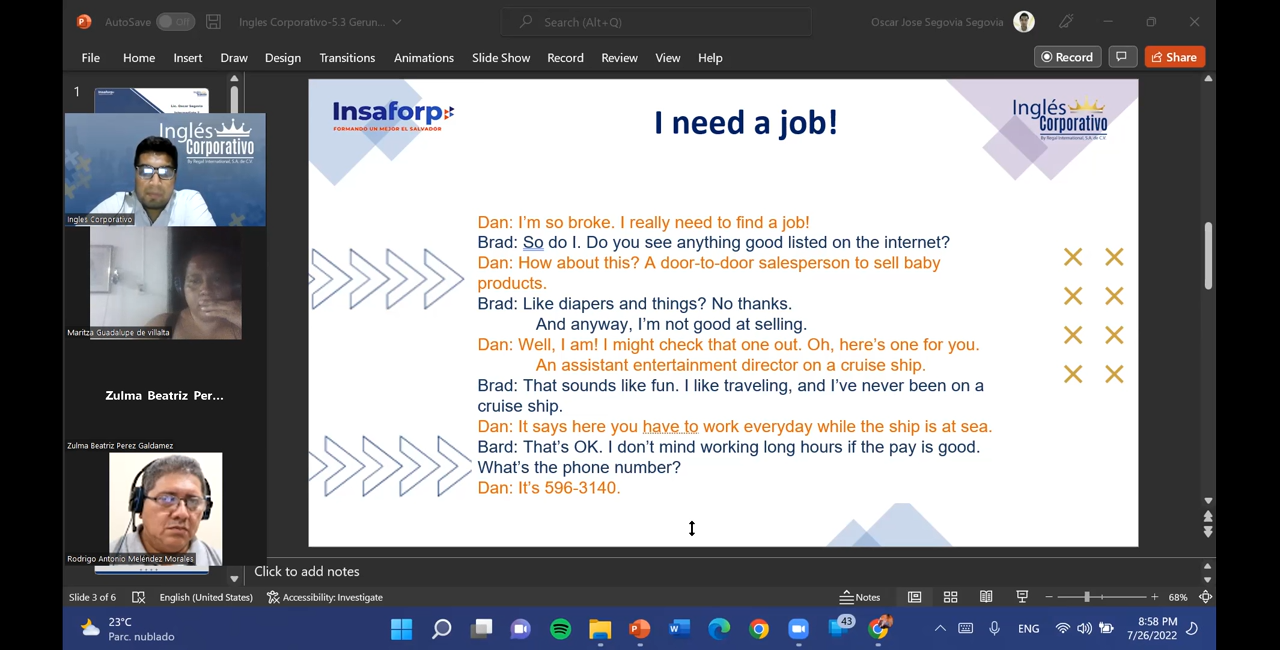 AutoSave Off Ingles Corporativo-5.3 Gerun... Search (Alt+Q) Oscar Jose Segovia Segovia
File Home Insert Draw Design Transitions Animations Slide Show Record Review View Help Record Share
1
Inglés
Corporativo
By Regal International, S.A. de C.V.
Ingles Corporativo
Maritza Guadalupe de villalta
Zulma Beatriz Per...
Zulma Beatriz Perez Galdamez
Rodrigo Antonio Meléndez Morales
Insaforp
FORMANDO UN MEJOR EL SALVADOR
I need a job!
Inglés
Corporativo
By Regal International, S.A. de C.V.
Dan: I'm so broke. I really need to find a job!
Brad: So do I. Do you see anything good listed on the internet?
Dan: How about this? A door-to-door salesperson to sell baby
products.
Brad: Like diapers and things? No thanks.
And anyway, I'm not good at selling.
Dan: Well, I am! I might check that one out. Oh, here's one for you.
An assistant entertainment director on a cruise ship.
Brad: That sounds like fun. I like traveling, and I've never been on a
cruise ship.
Dan: It says here you have to work everyday while the ship is at sea.
Bard: That's OK. I don't mind working long hours if the pay is good.
What's the phone number?
Dan: It's 596-3140.
Click to add notes
Slide 3 of 6 English (United States) Accessibility: Investigate Notes 68%
23°C
Parc. nublado
43
ENG
8:58 PM
7/26/2022